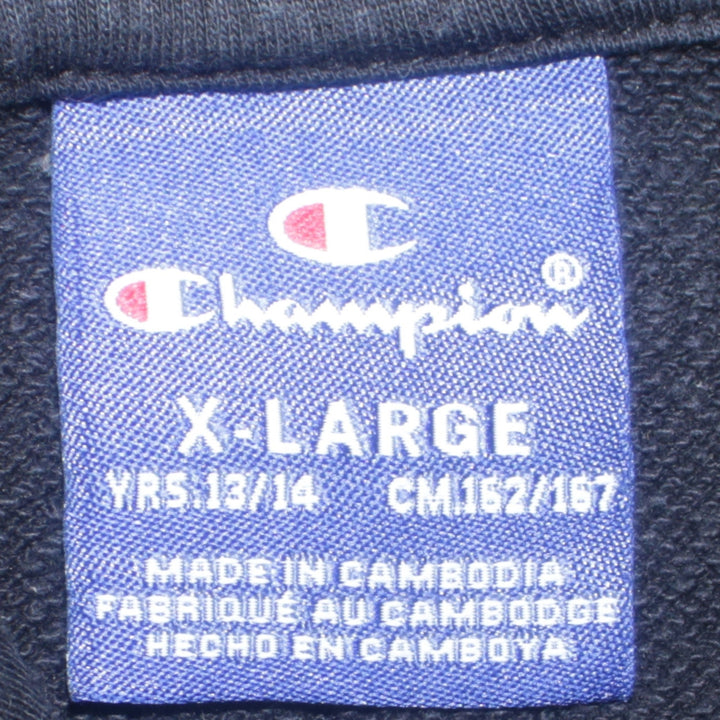 Champion®
X-LARGE
YRS.13/14 CM.162/167
MADE IN CAMBODIA
FABRIQUÉ AU CAMBODGE
HECHO EN CAMBOYA